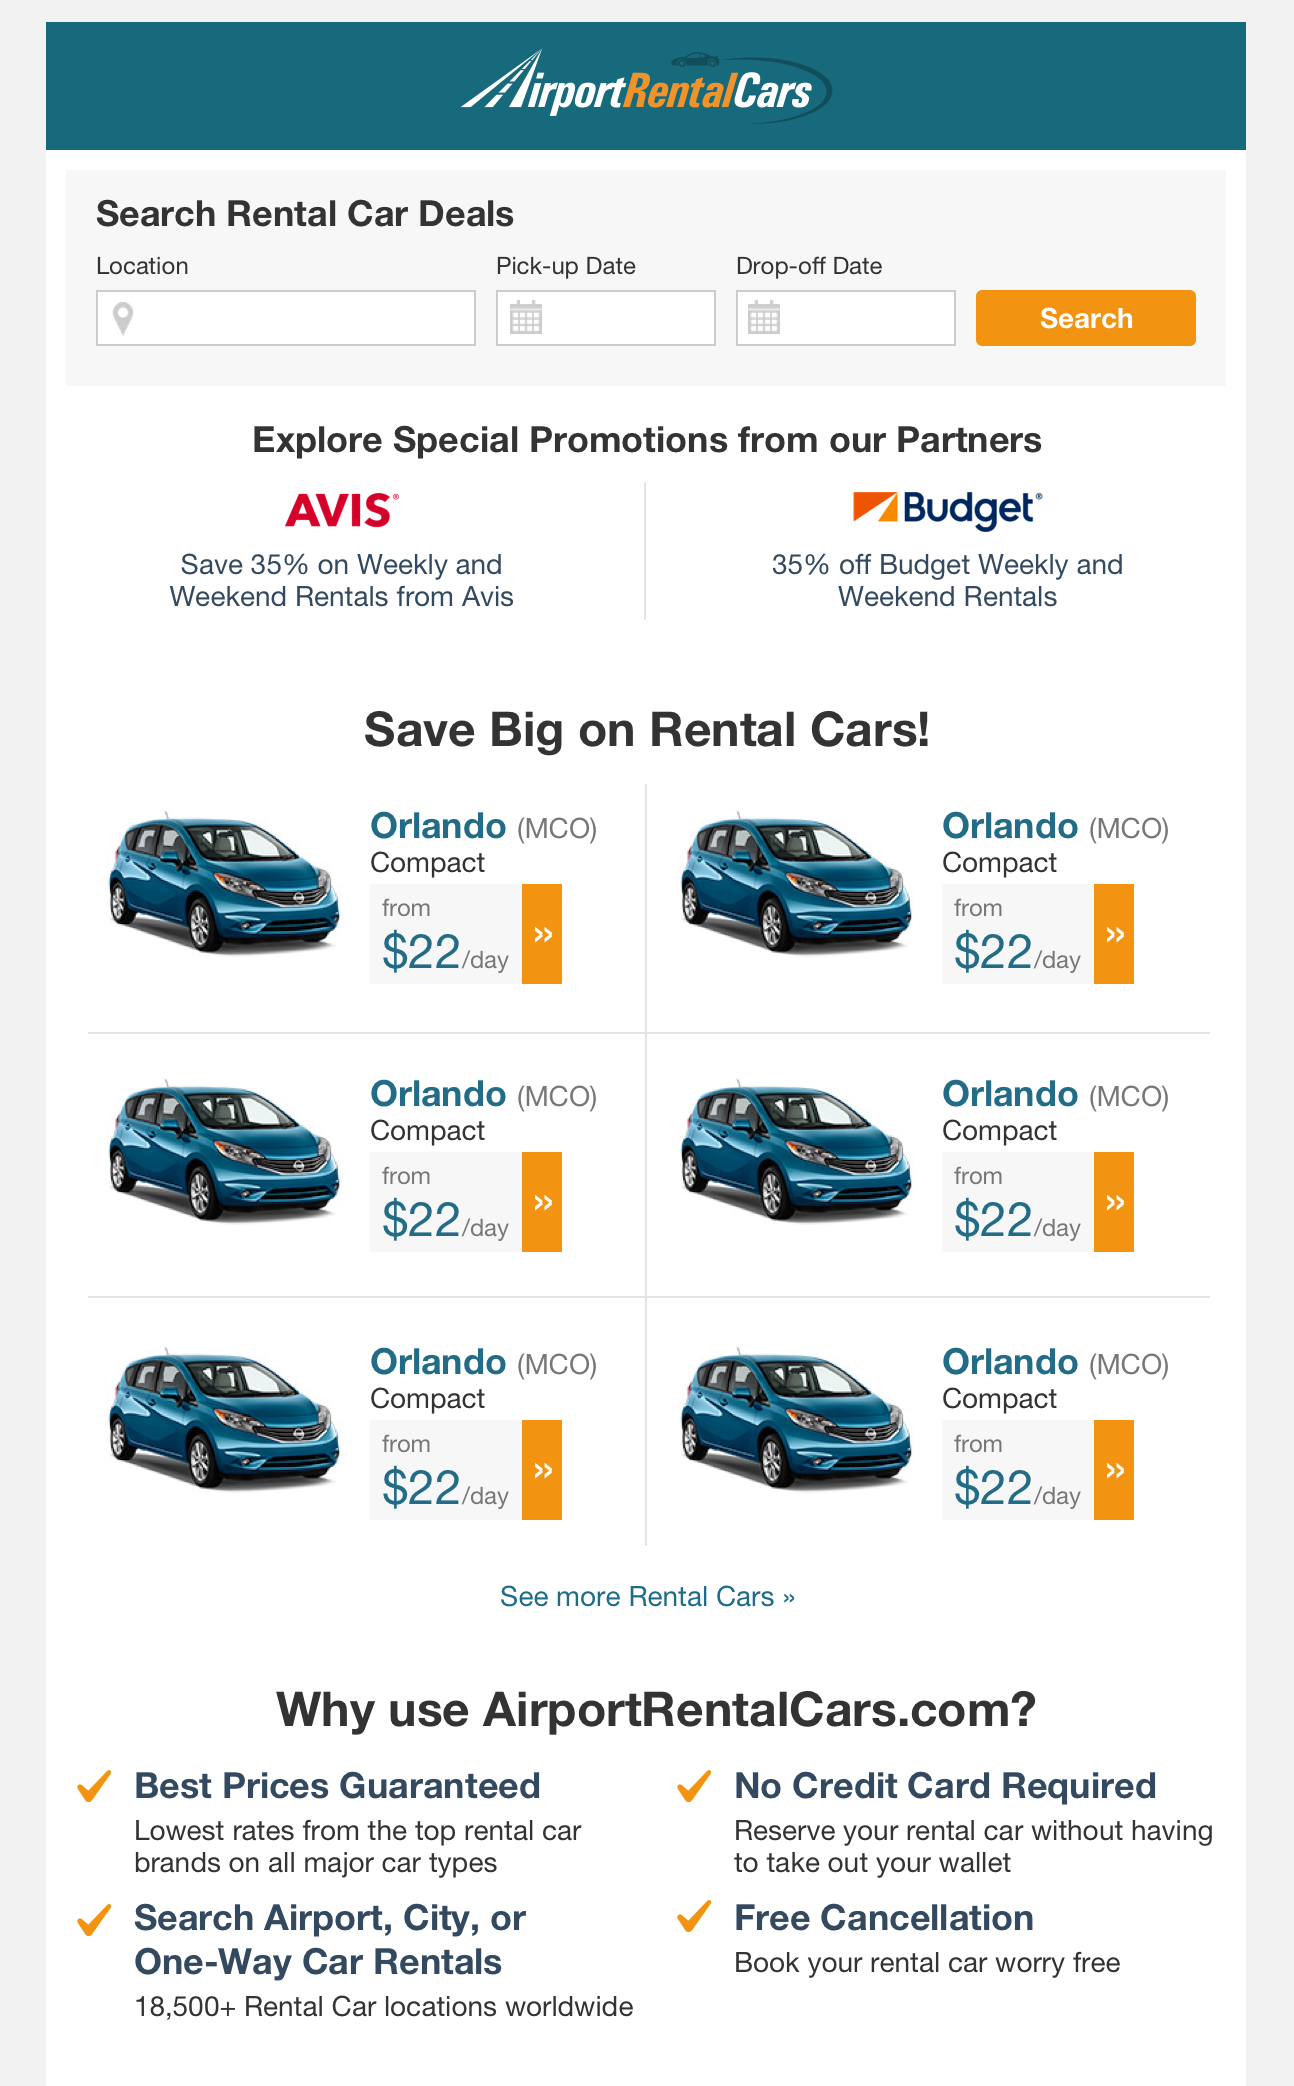 AirportRentalCars
Search Rental Car Deals
Location
Pick-up Date
Drop-off Date
Search
Explore Special Promotions from our Partners
AVIS®
Save 35% on Weekly and
Weekend Rentals from Avis
Budget®
35% off Budget Weekly and
Weekend Rentals
Save Big on Rental Cars!
Orlando (MCO)
Compact
from
$22/day
»
Orlando (MCO)
Compact
from
$22/day
»
Orlando (MCO)
Compact
from
$22/day
»
Orlando (MCO)
Compact
from
$22/day
»
Orlando (MCO)
Compact
from
$22/day
»
Orlando (MCO)
Compact
from
$22/day
»
See more Rental Cars »
Why use AirportRentalCars.com?
Best Prices Guaranteed
Lowest rates from the top rental car
brands on all major car types
No Credit Card Required
Reserve your rental car without having
to take out your wallet
Search Airport, City, or
One-Way Car Rentals
18,500+ Rental Car locations worldwide
Free Cancellation
Book your rental car worry free